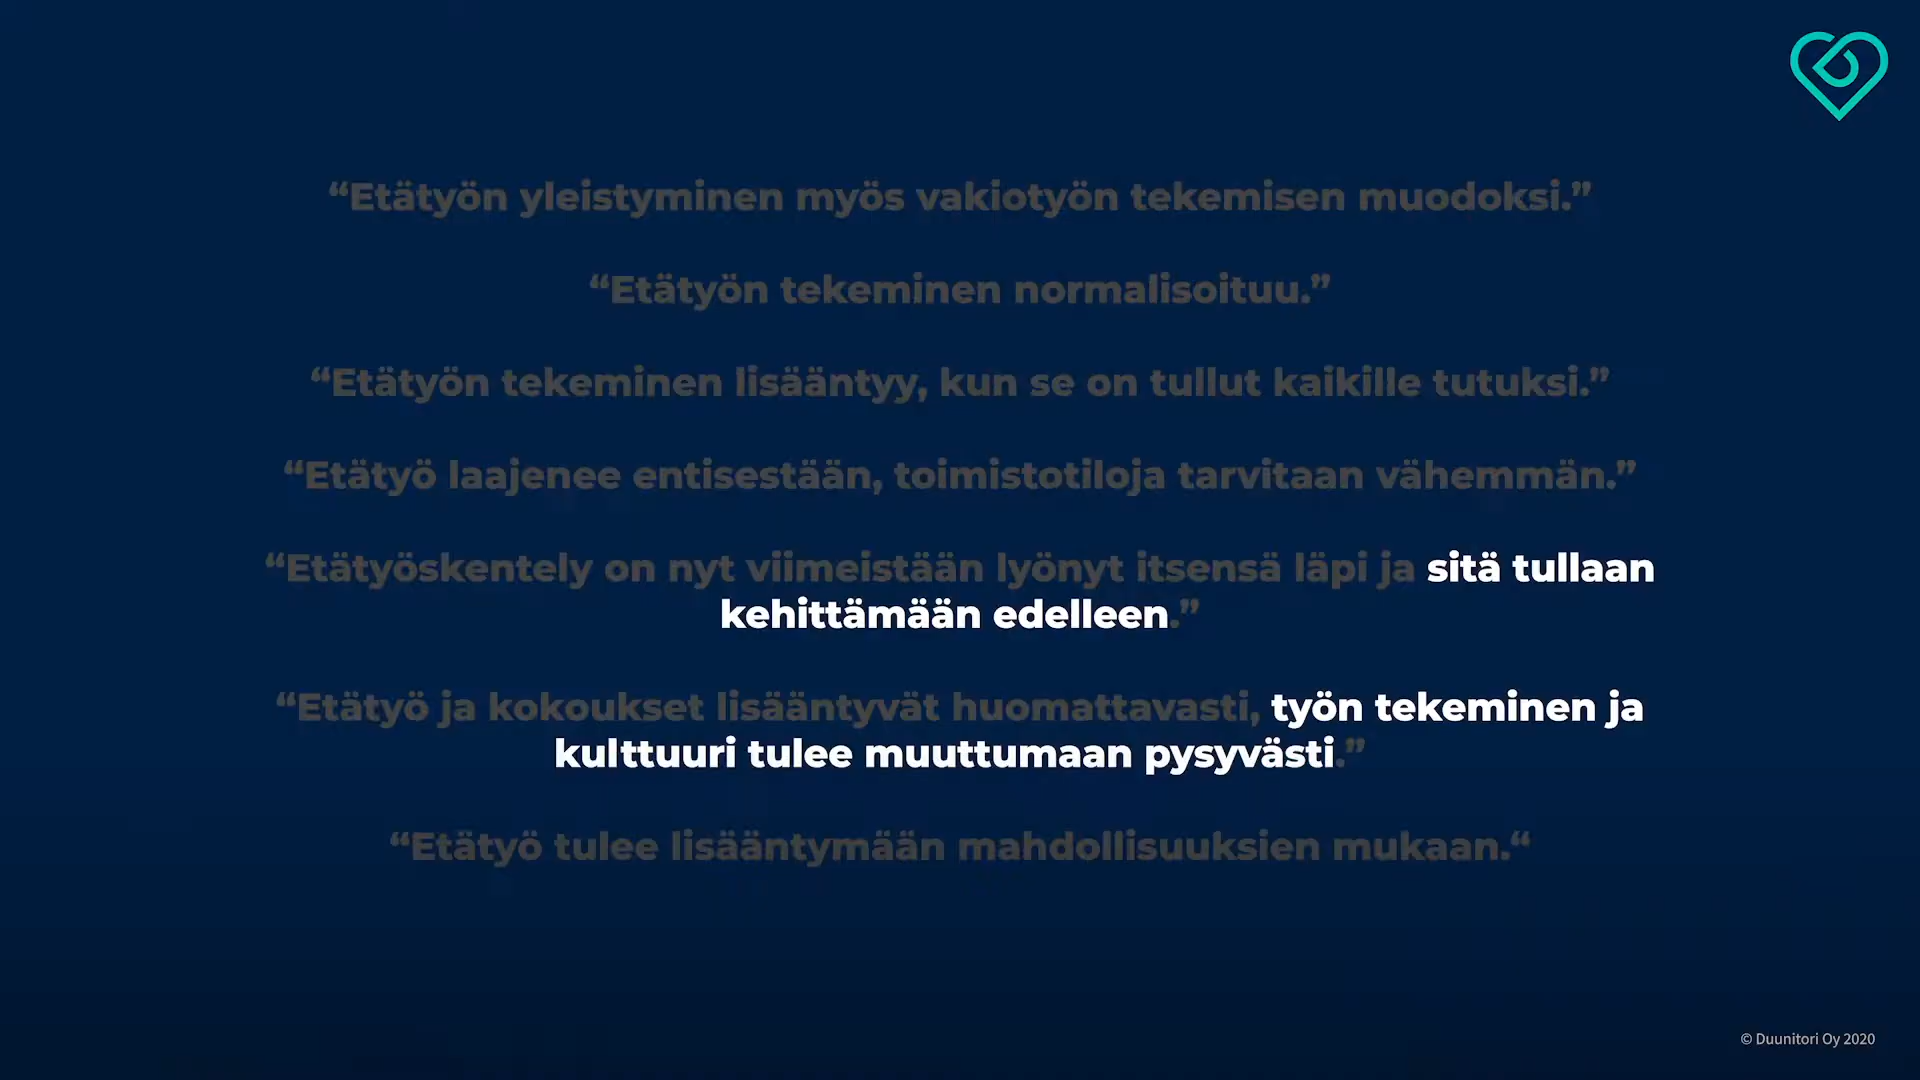 “Etätyön yleistyminen myös vakiotyön tekemisen muodoksi.”
“Etätyön tekeminen normalisoituu.”
“Etätyön tekeminen lisääntyy, kun se on tullut kaikille tutuksi.”
“Etätyö laajenee entisestään, toimistotiloja tarvitaan vähemmän.”
“Etätyöskentely on nyt viimeistään lyönyt itsensä läpi ja sitä tullaan
kehittämään edelleen.”
“Etätyö ja kokoukset lisääntyvät huomattavasti, työn tekeminen ja
kulttuuri tulee muuttumaan pysyvästi.”
“Etätyö tulee lisääntymään mahdollisuuksien mukaan.“
© Duunitori Oy 2020